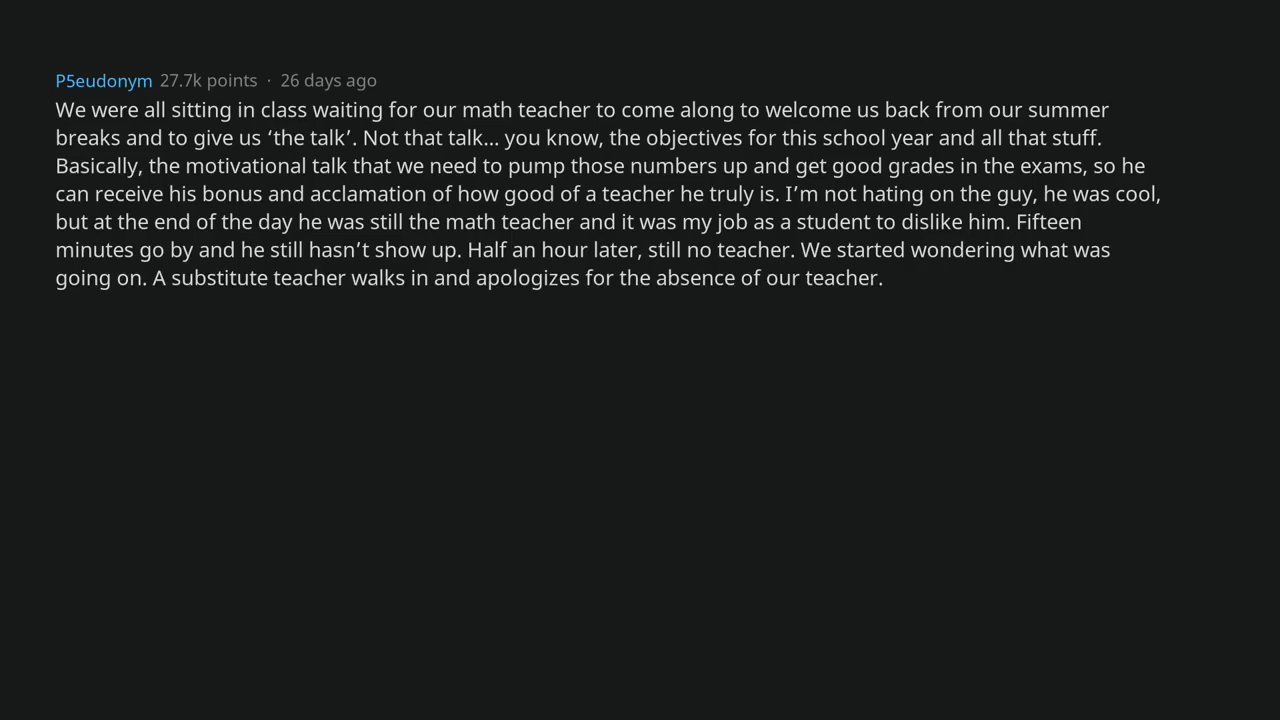 P5eudonym 27.7k points · 26 days ago
We were all sitting in class waiting for our math teacher to come along to welcome us back from our summer
breaks and to give us ‘the talk’. Not that talk... you know, the objectives for this school year and all that stuff.
Basically, the motivational talk that we need to pump those numbers up and get good grades in the exams, so he
can receive his bonus and acclamation of how good of a teacher he truly is. I’m not hating on the guy, he was cool,
but at the end of the day he was still the math teacher and it was my job as a student to dislike him. Fifteen
minutes go by and he still hasn’t show up. Half an hour later, still no teacher. We started wondering what was
going on. A substitute teacher walks in and apologizes for the absence of our teacher.